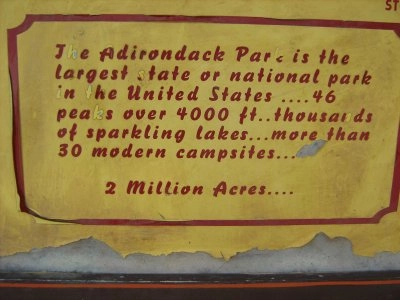 ST
The Adirondack Park is the
largest state or national park
in the United States ....46
peaks over 4000 ft..thousands
of sparkling lakes...more than
30 modern campsites...
2 Million Acres....